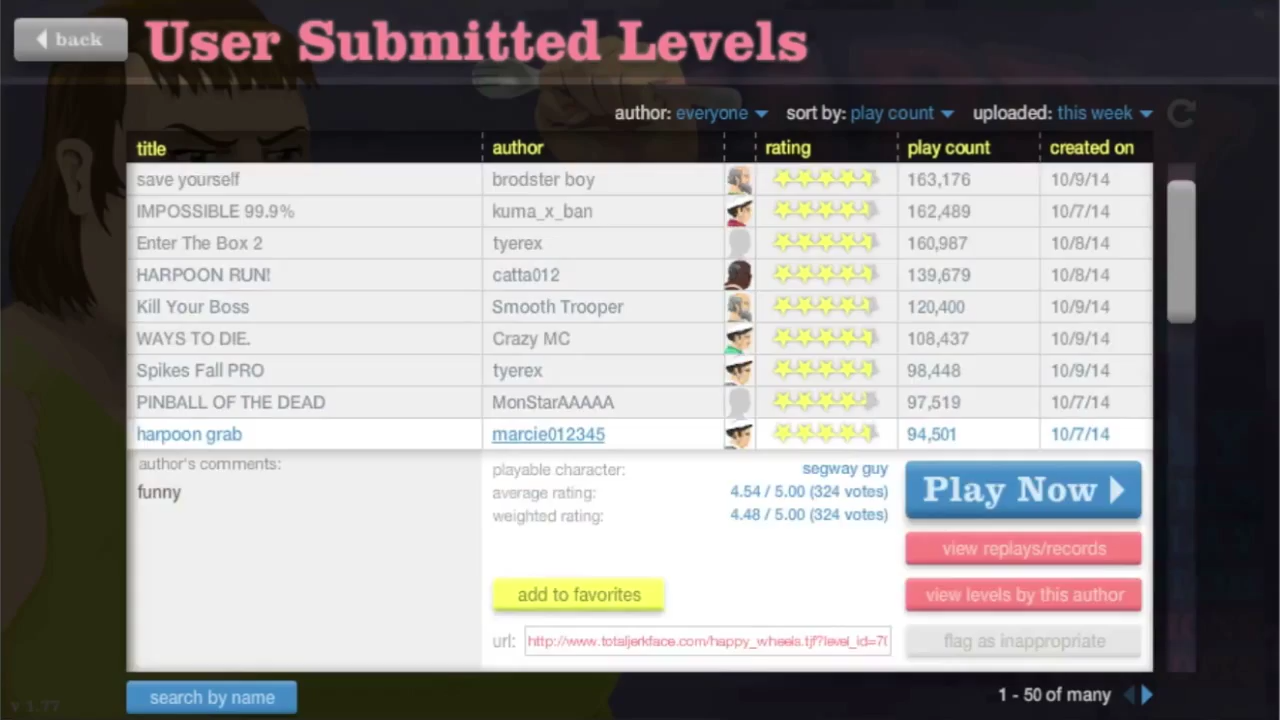 back
User Submitted Levels
author: everyone sort by: play count uploaded: this week
title author rating play count created on
save yourself brodster boy 163,176 10/9/14
IMPOSSIBLE 99.9% kuma_x_ban 162,489 10/7/14
Enter The Box 2 tyerex 160,987 10/8/14
HARPOON RUN! catta012 139,679 10/8/14
Kill Your Boss Smooth Trooper 120,400 10/9/14
WAYS TO DIE. Crazy MC 108,437 10/9/14
Spikes Fall PRO tyerex 98,448 10/9/14
PINBALL OF THE DEAD MonStarAAAAA 97,519 10/7/14
harpoon grab marcie012345 94,501 10/7/14
author's comments:
funny
playable character: segway guy
average rating: 4.54 / 5.00 (324 votes)
weighted rating: 4.48 / 5.00 (324 votes)
Play Now
view replays/records
add to favorites
view levels by this author
url: http://www.totaljerkface.com/happy_wheels.tjf?level_id=7(
flag as inappropriate
search by name
1 - 50 of many
v 1.77